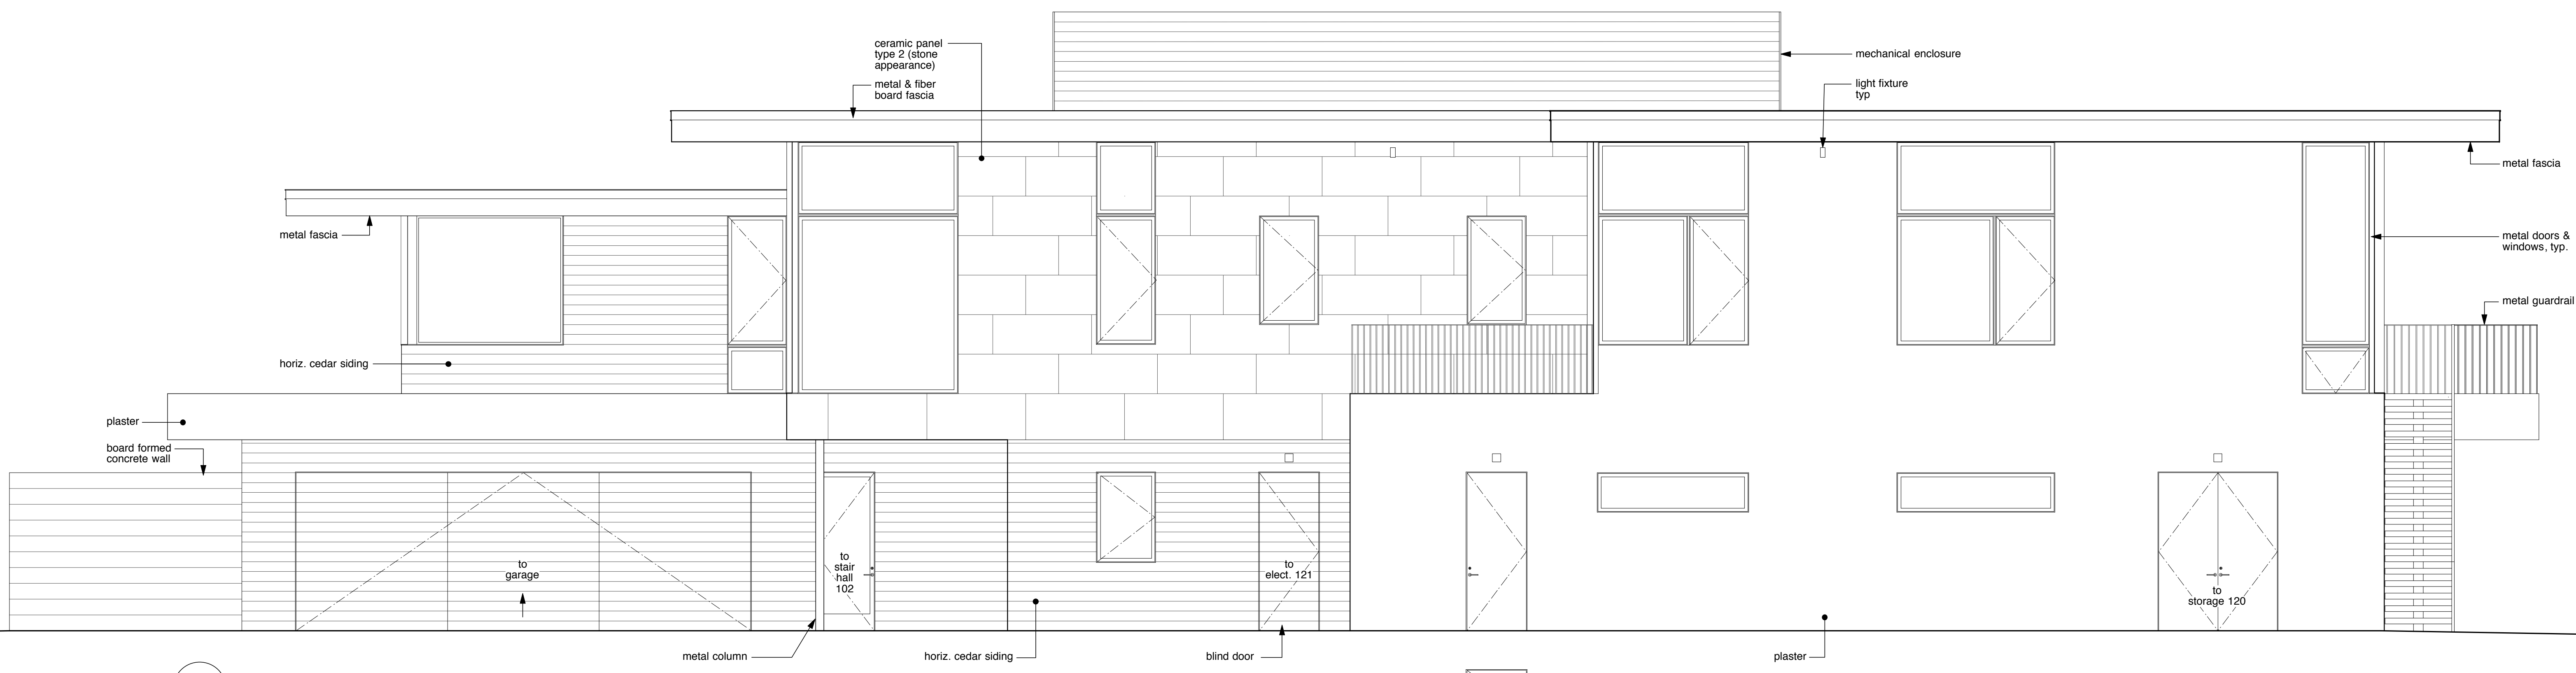 ceramic panel
type 2 (stone
appearance)
metal & fiber
board fascia
mechanical enclosure
light fixture
typ
metal fascia
metal fascia
metal doors &
windows, typ.
metal guardrail
horiz. cedar siding
plaster
board formed
concrete wall
to
garage
to
stair
hall
102
to
elect. 121
to
storage 120
metal column
horiz. cedar siding
blind door
plaster